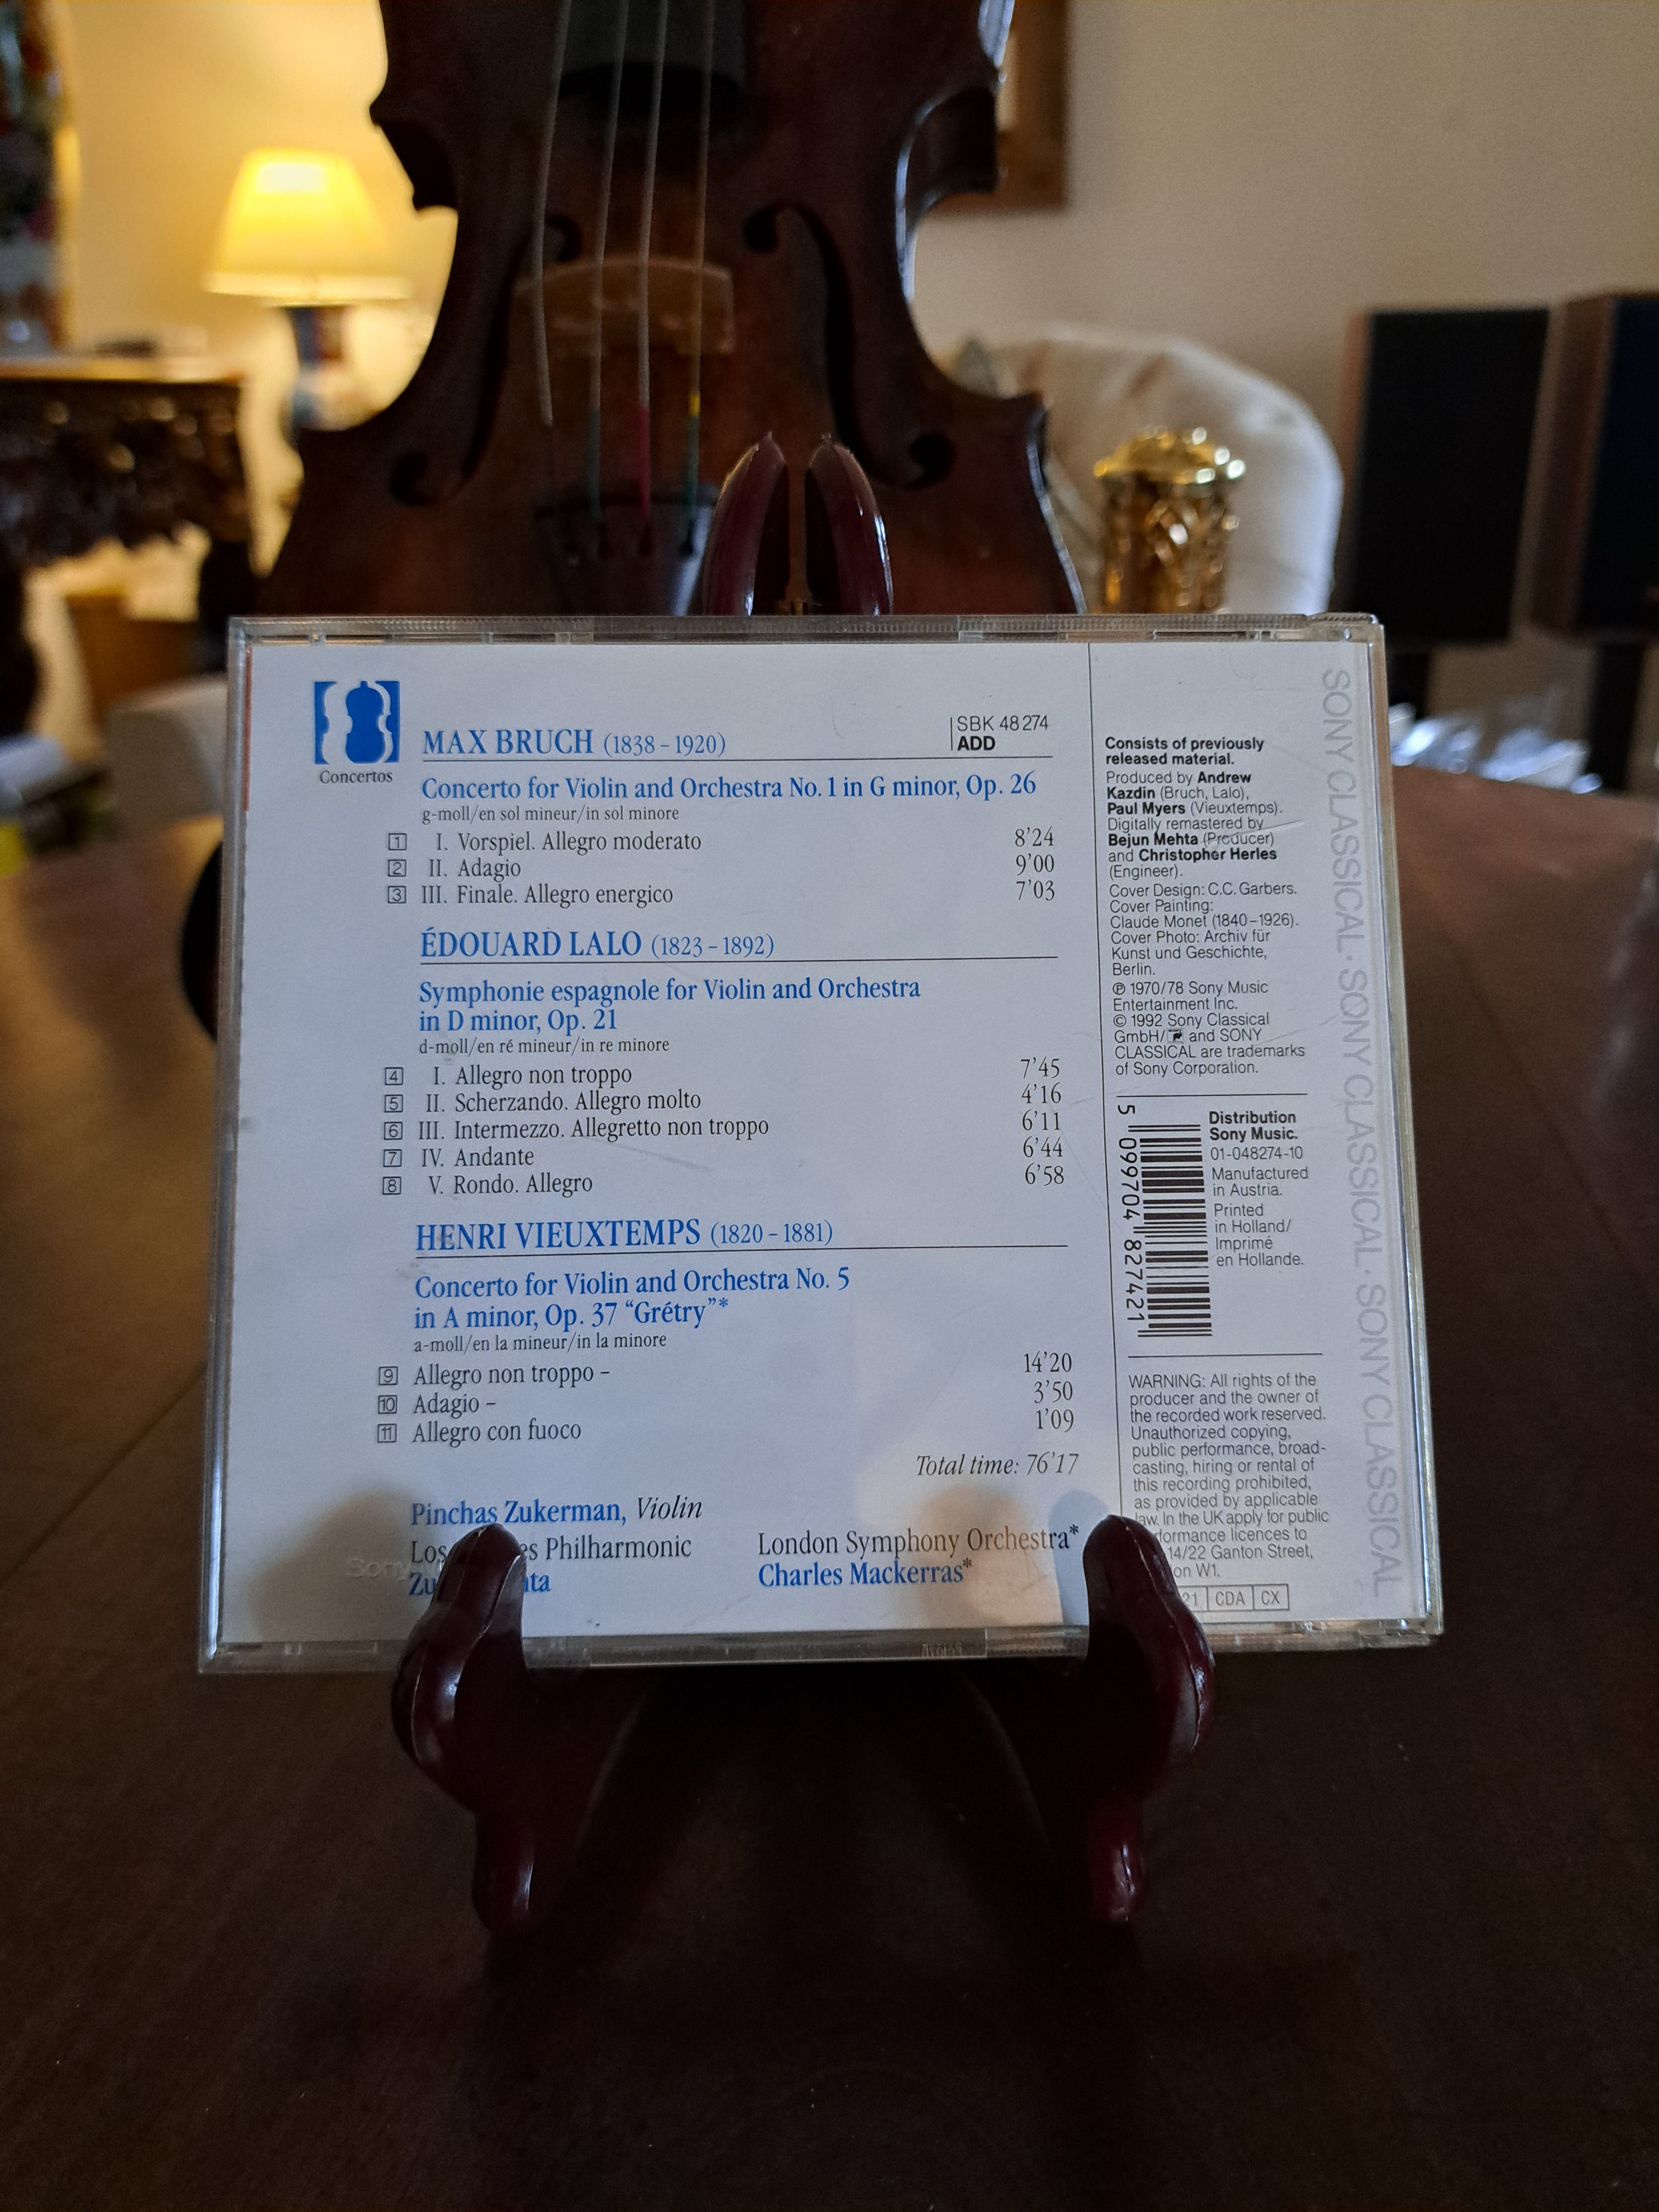 Concertos
MAX BRUCH (1838–1920)
SBK 48274
ADD
Concerto for Violin and Orchestra No. 1 in G minor, Op. 26
g-moll/en sol mineur/in sol minore
1 I. Vorspiel. Allegro moderato 8'24
2 II. Adagio 9'00
3 III. Finale. Allegro energico 7'03
ÉDOUARD LALO (1823–1892)
Symphonie espagnole for Violin and Orchestra
in D minor, Op. 21
d-moll/en ré mineur/in re minore
4 I. Allegro non troppo 7'45
5 II. Scherzando. Allegro molto 4'16
6 III. Intermezzo. Allegretto non troppo 6'11
7 IV. Andante 6'44
8 V. Rondo. Allegro 6'58
HENRI VIEUXTEMPS (1820–1881)
Concerto for Violin and Orchestra No. 5
in A minor, Op. 37 "Grétry"*
a-moll/en la mineur/in la minore
9 Allegro non troppo – 14'20
10 Adagio – 3'50
11 Allegro con fuoco 1'09
Total time: 76'17
Pinchas Zukerman, Violin
Los es Philharmonic
Zu ta
London Symphony Orchestra*
Charles Mackerras*
Sony
Consists of previously
released material.
Produced by Andrew
Kazdin (Bruch, Lalo),
Paul Myers (Vieuxtemps).
Digitally remastered by
Bejun Mehta (Producer)
and Christopher Herles
(Engineer).
Cover Design: C.C. Garbers.
Cover Painting:
Claude Monet (1840–1926).
Cover Photo: Archiv für
Kunst und Geschichte,
Berlin.
℗ 1970/78 Sony Music
Entertainment Inc.
© 1992 Sony Classical
GmbH/ and SONY
CLASSICAL are trademarks
of Sony Corporation.
5 099704 827421
Distribution
Sony Music.
01-048274-10
Manufactured
in Austria.
Printed
in Holland/
Imprimé
en Hollande.
WARNING: All rights of the
producer and the owner of
the recorded work reserved.
Unauthorized copying,
public performance, broad-
casting, hiring or rental of
this recording prohibited,
as provided by applicable
law. In the UK apply for public
formance licences to
14/22 Ganton Street,
on W1.
21 CDA CX
SONY CLASSICAL · SONY CLASSICAL · SONY CLASSICAL